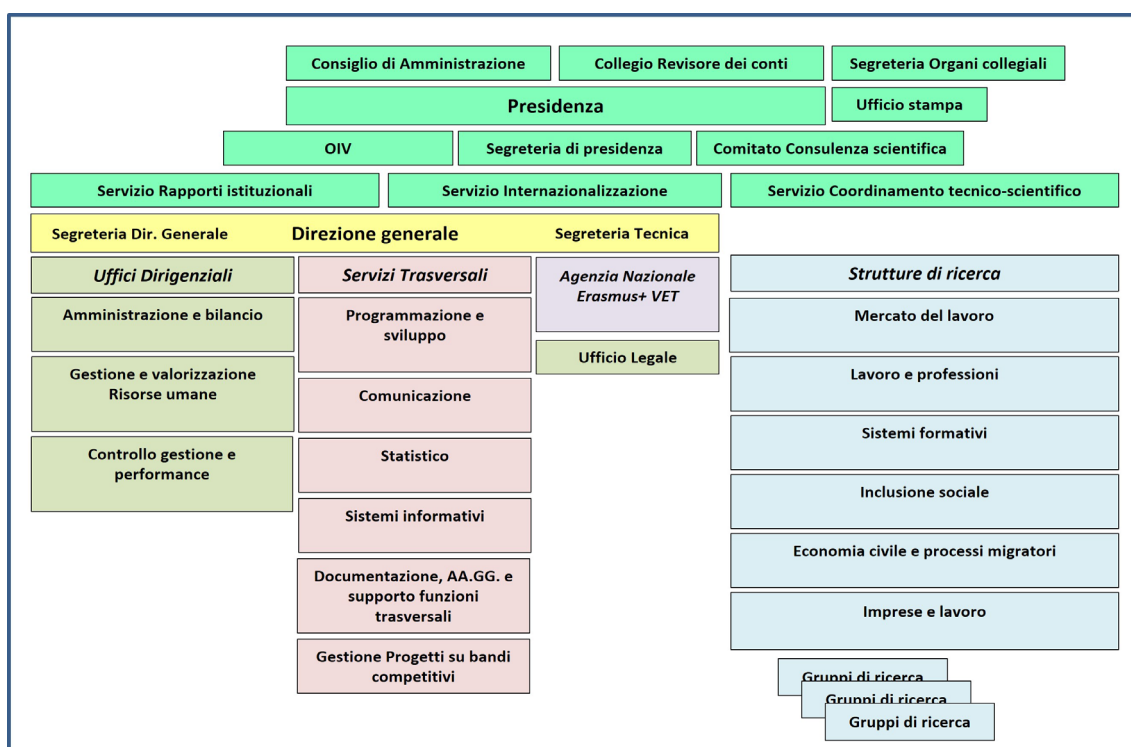 Consiglio di Amministrazione
Collegio Revisore dei conti
Segreteria Organi collegiali
Presidenza
Ufficio stampa
OIV
Segreteria di presidenza
Comitato Consulenza scientifica
Servizio Rapporti istituzionali
Servizio Internazionalizzazione
Servizio Coordinamento tecnico-scientifico
Segreteria Dir. Generale
Direzione generale
Segreteria Tecnica
Uffici Dirigenziali
Amministrazione e bilancio
Gestione e valorizzazione
Risorse umane
Controllo gestione e
performance
Servizi Trasversali
Programmazione e
sviluppo
Comunicazione
Statistico
Sistemi informativi
Documentazione, AA.GG. e
supporto funzioni
trasversali
Gestione Progetti su bandi
competitivi
Agenzia Nazionale
Erasmus+ VET
Ufficio Legale
Strutture di ricerca
Mercato del lavoro
Lavoro e professioni
Sistemi formativi
Inclusione sociale
Economia civile e processi migratori
Imprese e lavoro
Gruppi di ricerca
Gruppi di ricerca
Gruppi di ricerca